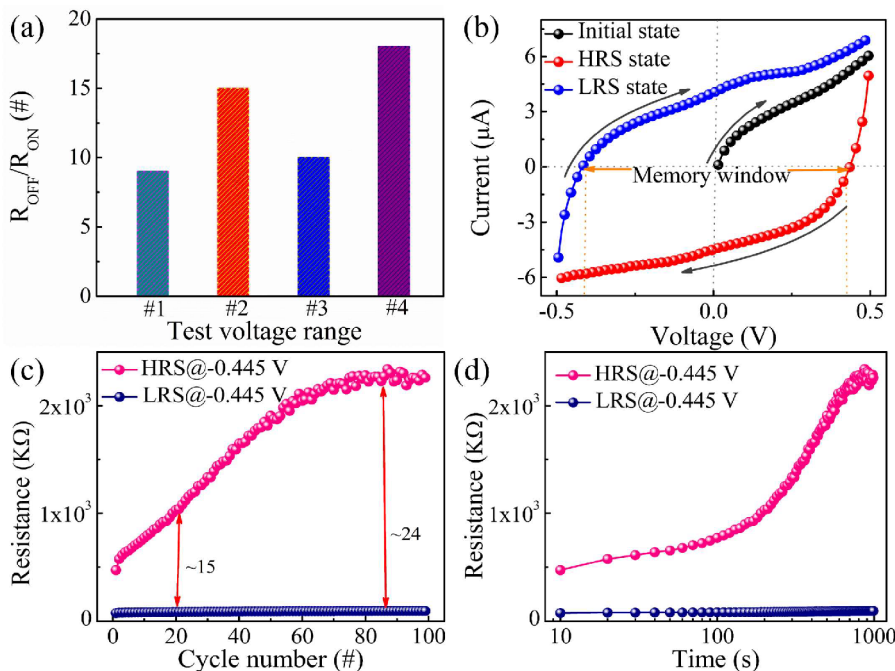 (a)
20
15
10
5
0
R_OFF/R_ON (#)
#1 #2 #3 #4
Test voltage range
(b)
Initial state
HRS state
LRS state
6
3
0
-3
-6
Current (μA)
Memory window
-0.5 0.0 0.5
Voltage (V)
(c)
HRS@-0.445 V
LRS@-0.445 V
2x10³
1x10³
0
Resistance (KΩ)
~15
~24
0 20 40 60 80 100
Cycle number (#)
(d)
HRS@-0.445 V
LRS@-0.445 V
2x10³
1x10³
0
Resistance (KΩ)
10 100 1000
Time (s)